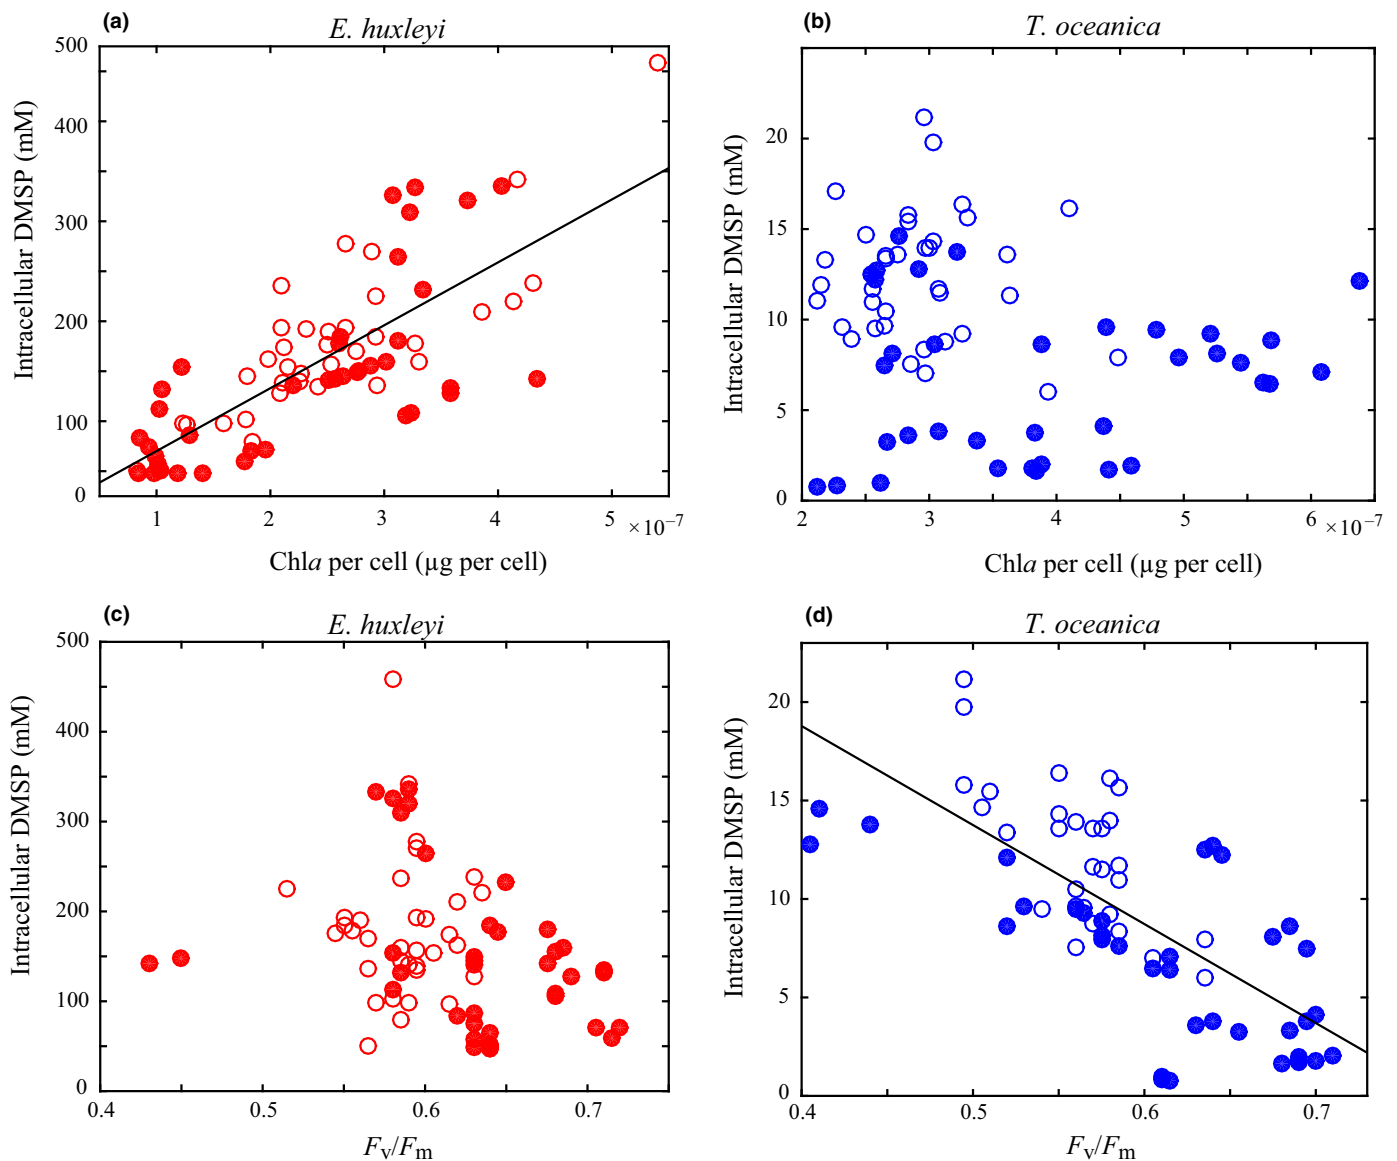 (a) E. huxleyi
(b) T. oceanica
Intracellular DMSP (mM)
500
400
300
200
100
0
1 2 3 4 5
×10−7
Chla per cell (µg per cell)
Intracellular DMSP (mM)
20
15
10
5
0
2 3 4 5 6
×10−7
Chla per cell (µg per cell)
(c) E. huxleyi
(d) T. oceanica
Intracellular DMSP (mM)
500
400
300
200
100
0
0.4 0.5 0.6 0.7
Fv/Fm
Intracellular DMSP (mM)
20
15
10
5
0
0.4 0.5 0.6 0.7
Fv/Fm